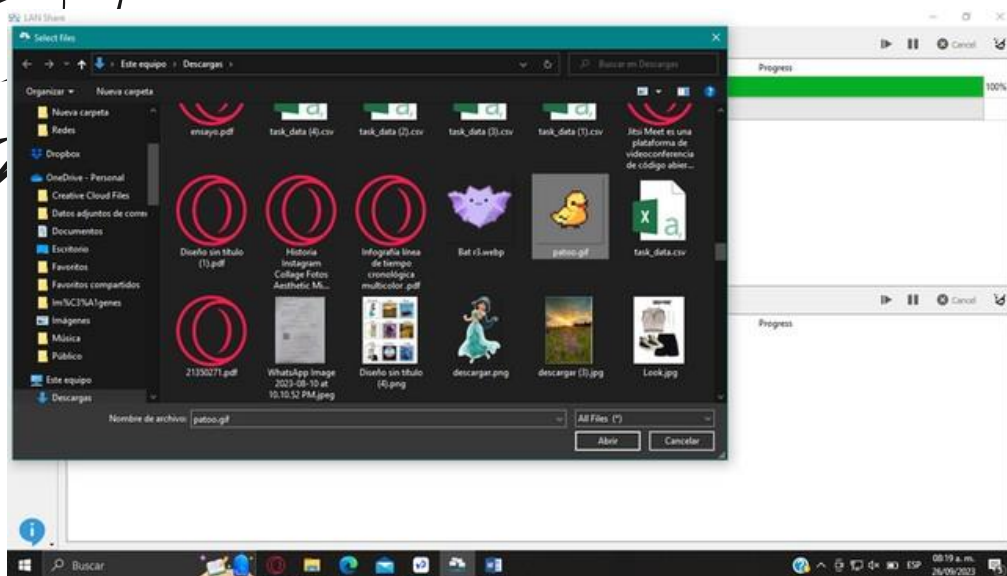 LAN Share
Select Files
Este equipo > Descargas >
Buscar en Descargas
Organizar
Nueva carpeta
Nueva carpeta
Redes
Dropbox
OneDrive - Personal
Creative Cloud Files
Datos adjuntos de corre
Documentos
Escritorio
Favoritos
Favoritos compartidos
Im%C3%A1genes
Imágenes
Música
Público
Este equipo
Descargas
ensayo.pdf
task_data (4).csv
task_data (2).csv
task_data (3).csv
task_data (1).csv
Jitsi Meet es una
plataforma de
videoconferencia
de código abier...
Diseño sin título
(1).pdf
Historia
Instagram
Collage Fotos
Aesthetic Mi...
Infografía línea
de tiempo
cronológica
multicolor .pdf
Bat r3.webp
patoo.gif
task_data.csv
21350271.pdf
WhatsApp Image
2023-08-10 at
10.10.52 PM.jpeg
Diseño sin título
(4).png
descargar.png
descargar (3).jpg
Look.jpg
Nombre de archivo: patoo.gif
All Files (*)
Abrir
Cancelar
Cancel
Progress
100%
Cancel
Progress
Buscar
ESP
08:19 a. m.
26/09/2023